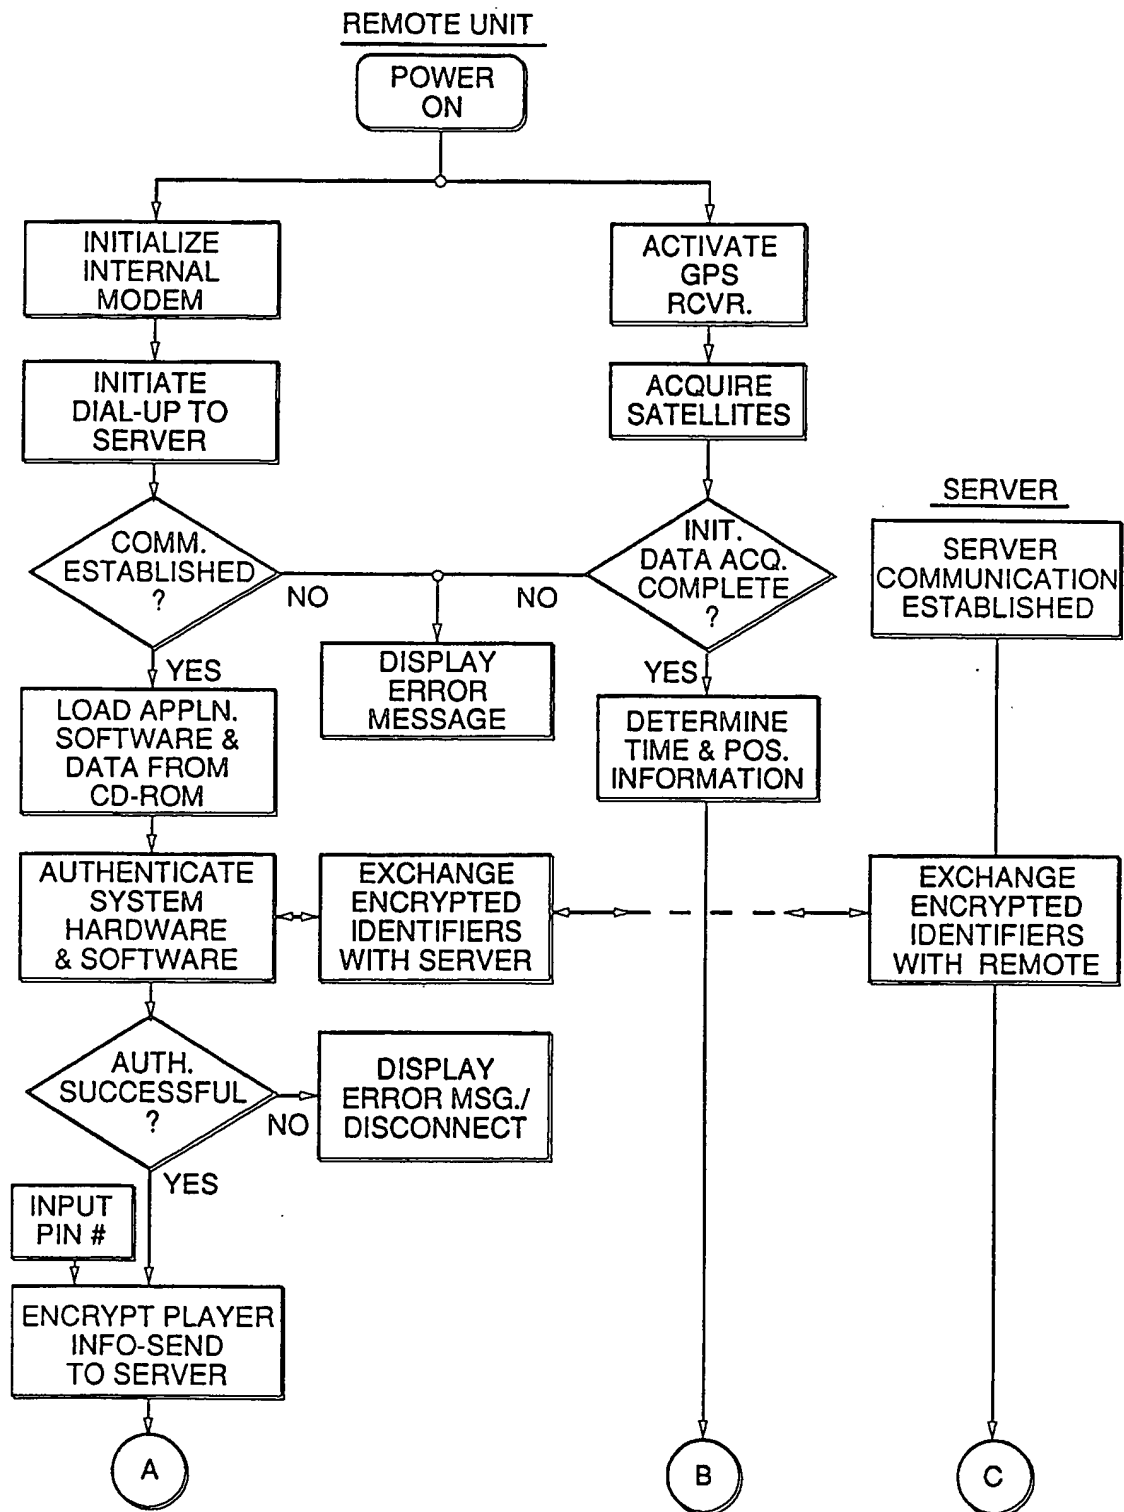 REMOTE UNIT
POWER
ON
INITIALIZE
INTERNAL
MODEM
ACTIVATE
GPS
RCVR.
INITIATE
DIAL-UP TO
SERVER
ACQUIRE
SATELLITES
COMM.
ESTABLISHED
?
NO
INIT.
DATA ACQ.
COMPLETE
?
NO
SERVER
SERVER
COMMUNICATION
ESTABLISHED
YES
DISPLAY
ERROR
MESSAGE
YES
LOAD APPLN.
SOFTWARE &
DATA FROM
CD-ROM
DETERMINE
TIME & POS.
INFORMATION
AUTHENTICATE
SYSTEM
HARDWARE
& SOFTWARE
EXCHANGE
ENCRYPTED
IDENTIFIERS
WITH SERVER
EXCHANGE
ENCRYPTED
IDENTIFIERS
WITH REMOTE
AUTH.
SUCCESSFUL
?
NO
DISPLAY
ERROR MSG./
DISCONNECT
YES
INPUT
PIN #
ENCRYPT PLAYER
INFO-SEND
TO SERVER
A
B
C